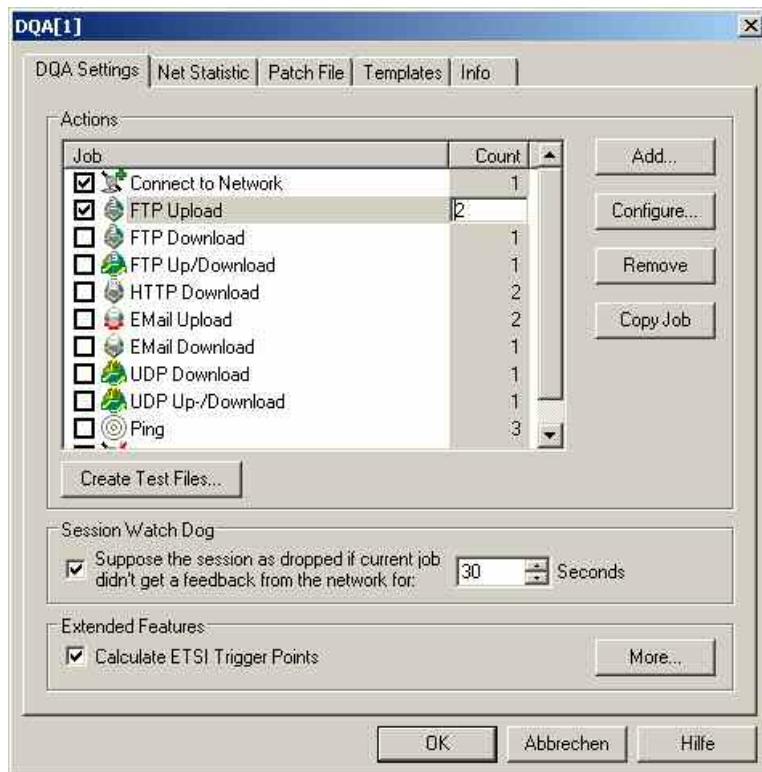 DQA[1]
DQA Settings Net Statistic Patch File Templates Info
Actions
Job Count
Connect to Network 1
FTP Upload 2
FTP Download 1
FTP Up/Download 1
HTTP Download 2
EMail Upload 2
EMail Download 1
UDP Download 1
UDP Up-/Download 1
Ping 3
Add...
Configure...
Remove
Copy Job
Create Test Files...
Session Watch Dog
Suppose the session as dropped if current job
didn't get a feedback from the network for:
30 Seconds
Extended Features
Calculate ETSI Trigger Points
More...
OK Abbrechen Hilfe